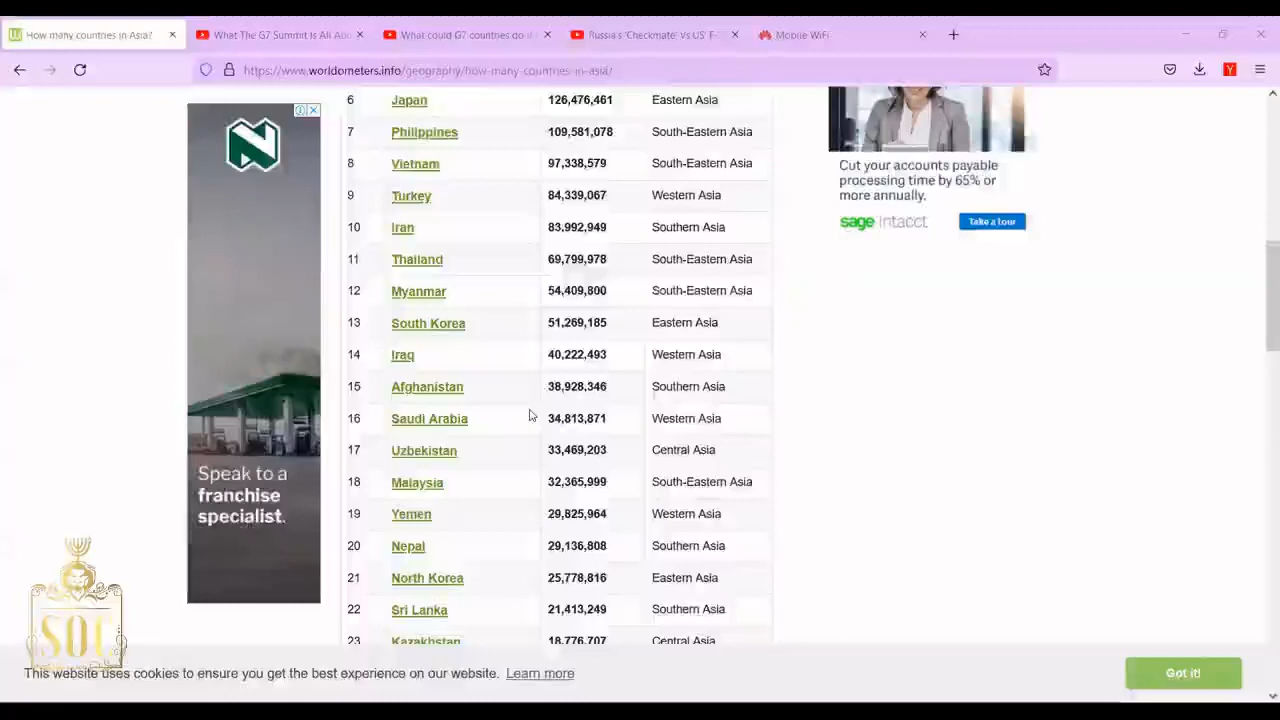 How many countries in Asia?
What The G7 Summit Is All Abo
What could G7 countries do i
Russia's 'Checkmate' Vs US' F-
Mobile WiFi
https://www.worldometers.info/geography/how-many-countries-in-asia/
6 Japan 126,476,461 Eastern Asia
7 Philippines 109,581,078 South-Eastern Asia
8 Vietnam 97,338,579 South-Eastern Asia
9 Turkey 84,339,067 Western Asia
10 Iran 83,992,949 Southern Asia
11 Thailand 69,799,978 South-Eastern Asia
12 Myanmar 54,409,800 South-Eastern Asia
13 South Korea 51,269,185 Eastern Asia
14 Iraq 40,222,493 Western Asia
15 Afghanistan 38,928,346 Southern Asia
16 Saudi Arabia 34,813,871 Western Asia
17 Uzbekistan 33,469,203 Central Asia
18 Malaysia 32,365,999 South-Eastern Asia
19 Yemen 29,825,964 Western Asia
20 Nepal 29,136,808 Southern Asia
21 North Korea 25,778,816 Eastern Asia
22 Sri Lanka 21,413,249 Southern Asia
23 Kazakhstan 18,776,707 Central Asia
N
Speak to a
franchise
specialist.
Cut your accounts payable
processing time by 65% or
more annually.
sage intacct
Take a tour
SOC
This website uses cookies to ensure you get the best experience on our website. Learn more
Got it!